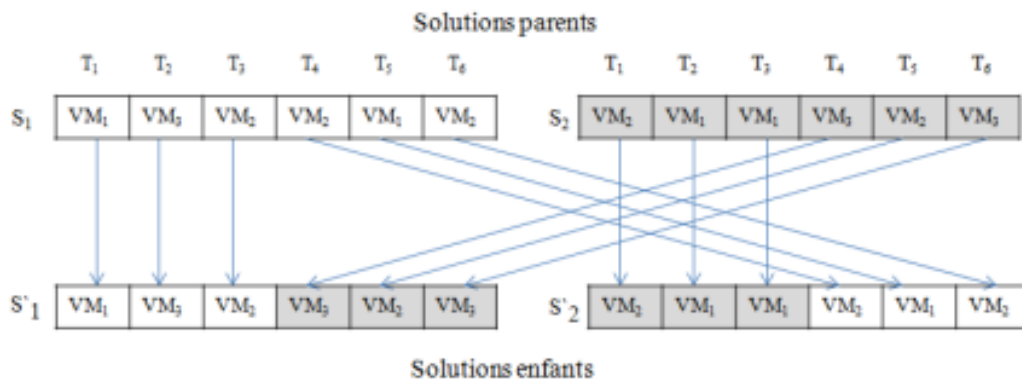 Solutions parents
T₁ T₂ T₃ T₄ T₅ T₆ T₁ T₂ T₃ T₄ T₅ T₆
S₁ VM₁ VM₃ VM₂ VM₂ VM₁ VM₂ S₂ VM₂ VM₁ VM₁ VM₃ VM₂ VM₃
S`1 VM₁ VM₃ VM₂ VM₃ VM₂ VM₃ S`2 VM₂ VM₁ VM₁ VM₂ VM₁ VM₂
Solutions enfants